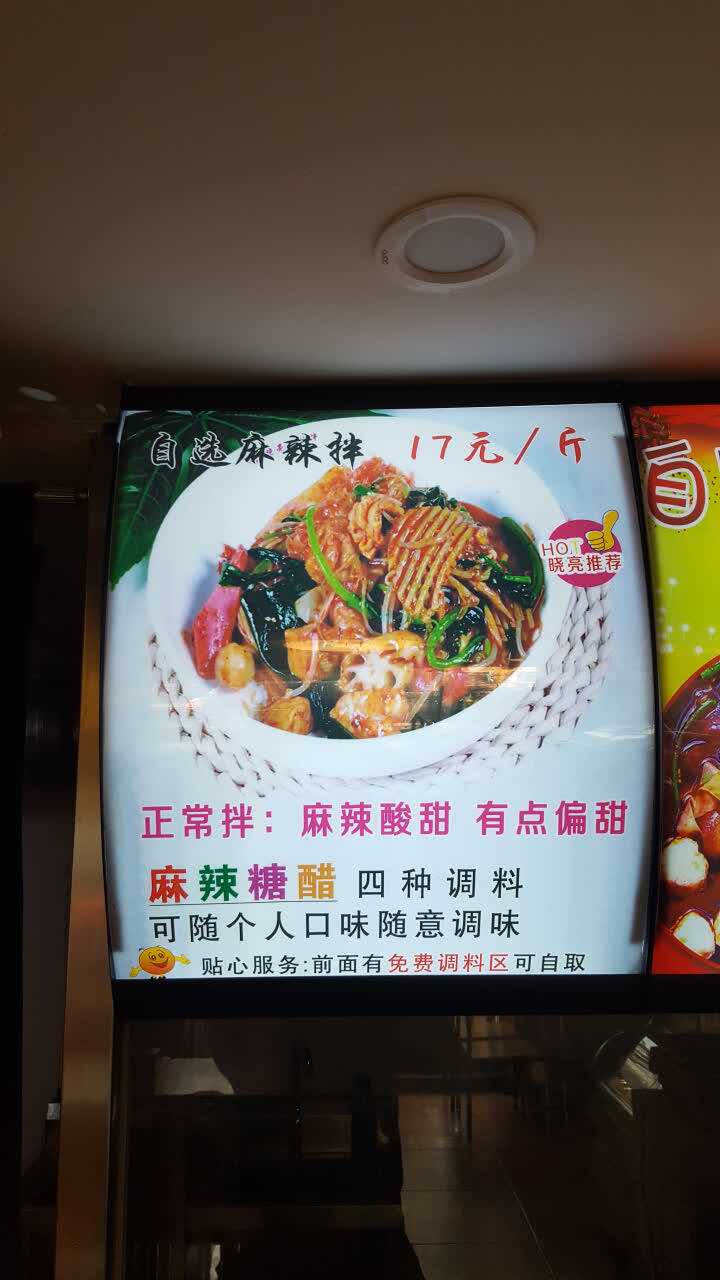 自选麻辣拌 17元/斤
HOT
晓亮推荐
正常拌：麻辣酸甜 有点偏甜
麻辣糖醋 四种调料
可随个人口味随意调味
贴心服务:前面有免费调料区可自取
自